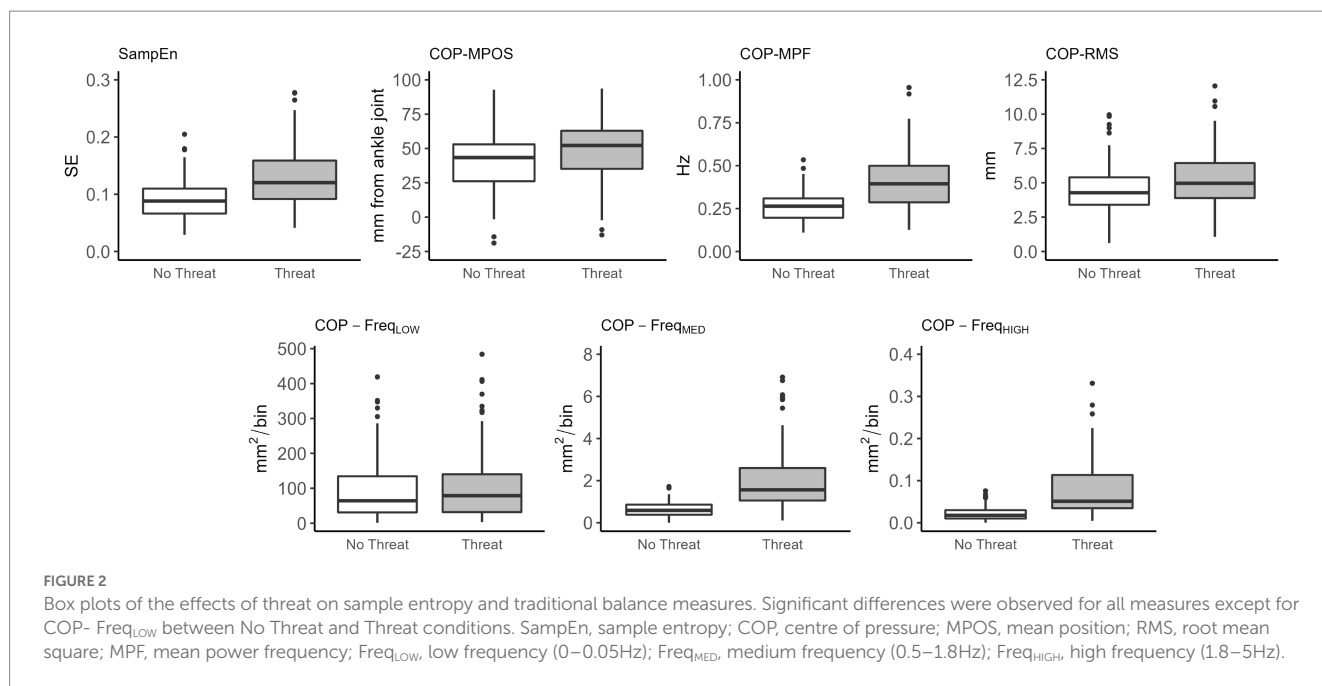 SampEn
COP-MPOS
COP-MPF
COP-RMS
SE
0.3
0.2
0.1
0.0
No Threat
Threat
mm from ankle joint
100
75
50
25
0
-25
No Threat
Threat
Hz
1.00
0.75
0.50
0.25
0.00
No Threat
Threat
mm
12.5
10.0
7.5
5.0
2.5
0.0
No Threat
Threat
COP – FreqLOW
COP – FreqMED
COP – FreqHIGH
mm²/bin
500
400
300
200
100
0
No Threat
Threat
mm²/bin
8
6
4
2
0
No Threat
Threat
mm²/bin
0.4
0.3
0.2
0.1
0.0
No Threat
Threat
FIGURE 2
Box plots of the effects of threat on sample entropy and traditional balance measures. Significant differences were observed for all measures except for
COP- FreqLOW between No Threat and Threat conditions. SampEn, sample entropy; COP, centre of pressure; MPOS, mean position; RMS, root mean
square; MPF, mean power frequency; FreqLOW, low frequency (0–0.05Hz); FreqMED, medium frequency (0.5–1.8Hz); FreqHIGH, high frequency (1.8–5Hz).